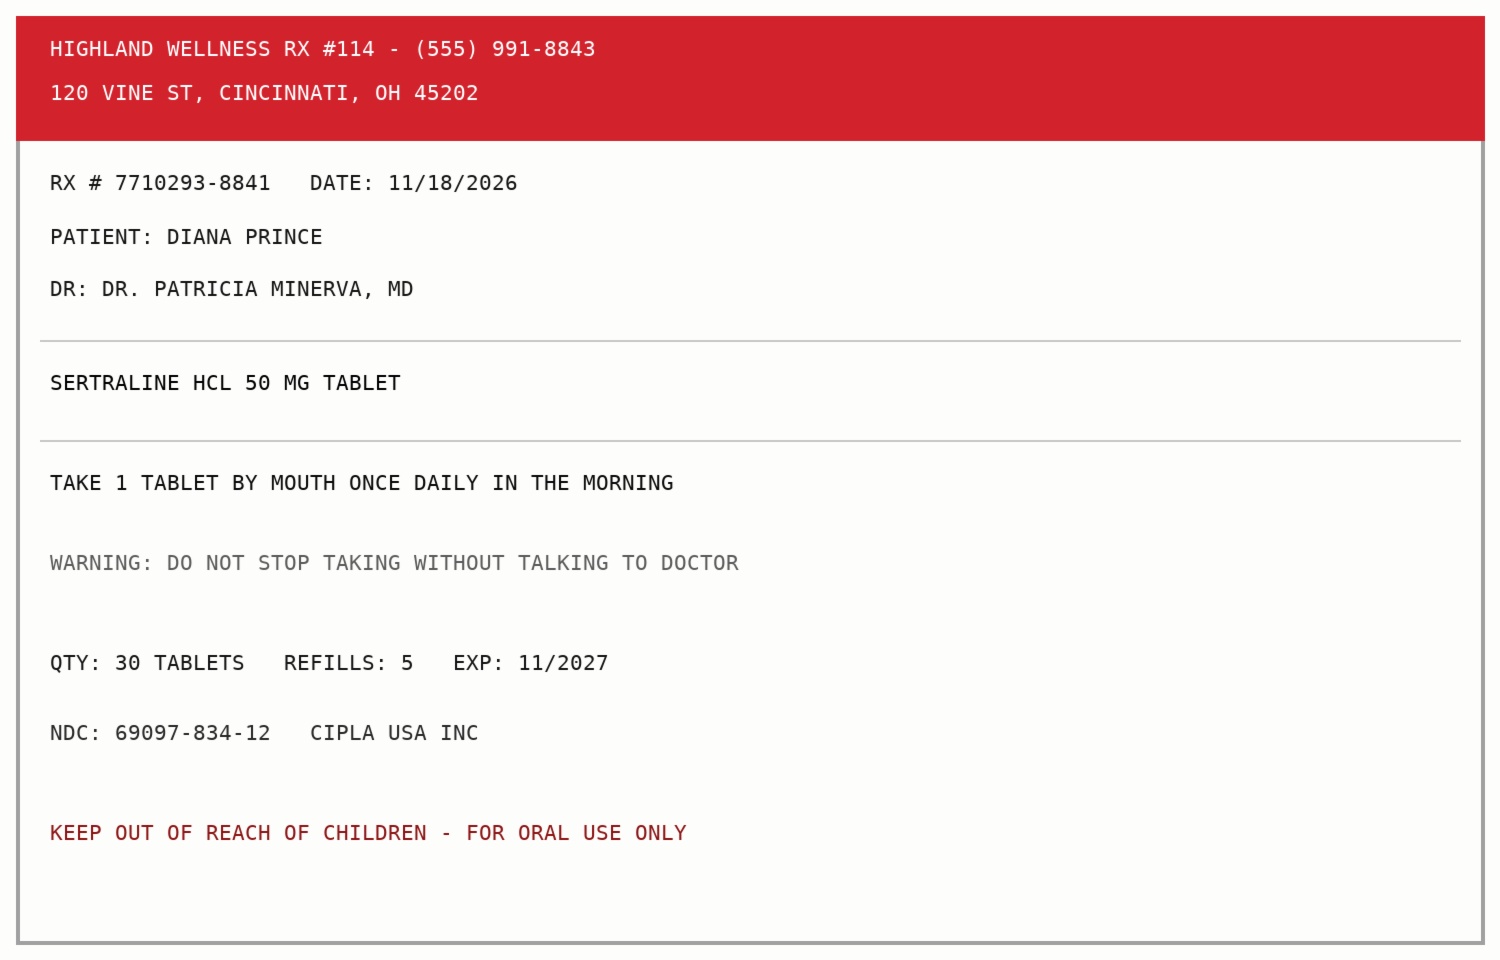 HIGHLAND WELLNESS RX #114 - (555) 991-8843
120 VINE ST, CINCINNATI, OH 45202
RX # 7710293-8841   DATE: 11/18/2026
PATIENT: DIANA PRINCE
DR: DR. PATRICIA MINERVA, MD
SERTRALINE HCL 50 MG TABLET
TAKE 1 TABLET BY MOUTH ONCE DAILY IN THE MORNING
WARNING: DO NOT STOP TAKING WITHOUT TALKING TO DOCTOR
QTY: 30 TABLETS   REFILLS: 5   EXP: 11/2027
NDC: 69097-834-12   CIPLA USA INC
KEEP OUT OF REACH OF CHILDREN - FOR ORAL USE ONLY